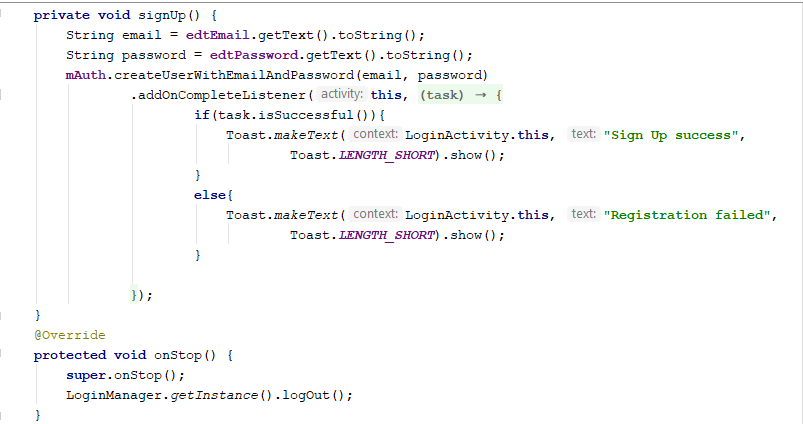 private void signUp() {
    String email = edtEmail.getText().toString();
    String password = edtPassword.getText().toString();
    mAuth.createUserWithEmailAndPassword(email, password)
            .addOnCompleteListener( activity: this, (task) → {
                    if(task.isSuccessful()){
                        Toast.makeText( context: LoginActivity.this, text: "Sign Up success",
                                Toast.LENGTH_SHORT).show();
                    }
                    else{
                        Toast.makeText( context: LoginActivity.this, text: "Registration failed",
                                Toast.LENGTH_SHORT).show();
                    }
            });
}
@Override
protected void onStop() {
    super.onStop();
    LoginManager.getInstance().logOut();
}